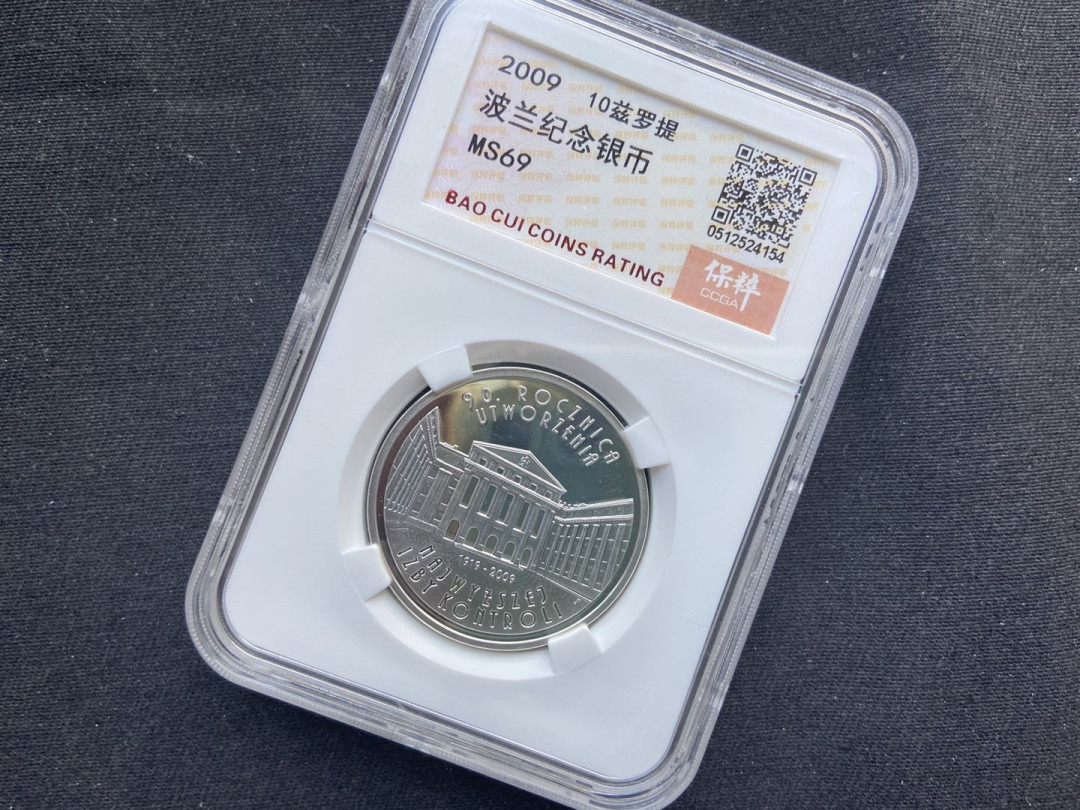 2009 10兹罗提
波兰纪念银币
MS69
0512524154
BAO CUI COINS RATING
保粹
CCGA
90. ROCZNICA
UTWORZENIA
1919-2009
NAJWYŻSZEJ
IZBY KONTROLI